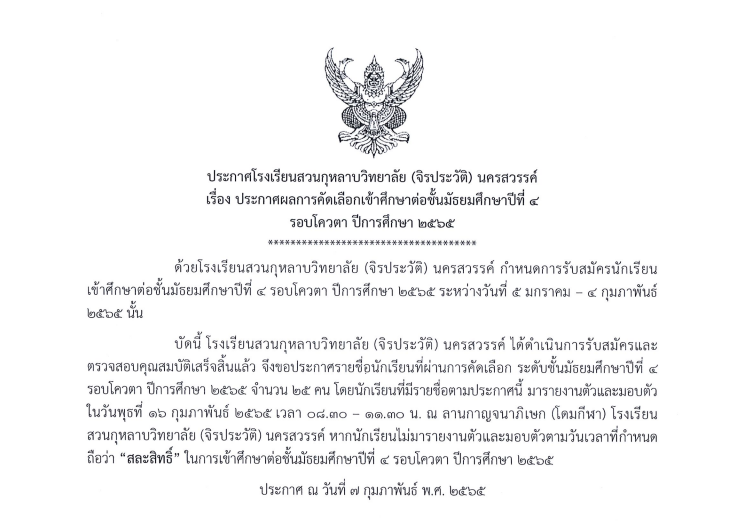 ประกาศโรงเรียนสวนกุหลาบวิทยาลัย (จิรประวัติ) นครสวรรค์
เรื่อง ประกาศผลการคัดเลือกเข้าศึกษาต่อชั้นมัธยมศึกษาปีที่ ๔
รอบโควตา ปีการศึกษา ๒๕๖๕
*************************************
ด้วยโรงเรียนสวนกุหลาบวิทยาลัย (จิรประวัติ) นครสวรรค์ กำหนดการรับสมัครนักเรียน
เข้าศึกษาต่อชั้นมัธยมศึกษาปีที่ ๔ รอบโควตา ปีการศึกษา ๒๕๖๕ ระหว่างวันที่ ๕ มกราคม – ๔ กุมภาพันธ์
๒๕๖๕ นั้น
บัดนี้ โรงเรียนสวนกุหลาบวิทยาลัย (จิรประวัติ) นครสวรรค์ ได้ดำเนินการรับสมัครและ
ตรวจสอบคุณสมบัติเสร็จสิ้นแล้ว จึงขอประกาศรายชื่อนักเรียนที่ผ่านการคัดเลือก ระดับชั้นมัธยมศึกษาปีที่ ๔
รอบโควตา ปีการศึกษา ๒๕๖๕ จำนวน ๒๕ คน โดยนักเรียนที่มีรายชื่อตามประกาศนี้ มารายงานตัวและมอบตัว
ในวันพุธที่ ๑๖ กุมภาพันธ์ ๒๕๖๕ เวลา ๐๘.๓๐ – ๑๑.๓๐ น. ณ ลานกาญจนาภิเษก (โดมกีฬา) โรงเรียน
สวนกุหลาบวิทยาลัย (จิรประวัติ) นครสวรรค์ หากนักเรียนไม่มารายงานตัวและมอบตัวตามวันเวลาที่กำหนด
ถือว่า “สละสิทธิ์” ในการเข้าศึกษาต่อชั้นมัธยมศึกษาปีที่ ๔ รอบโควตา ปีการศึกษา ๒๕๖๕
ประกาศ ณ วันที่ ๗ กุมภาพันธ์ พ.ศ. ๒๕๖๕